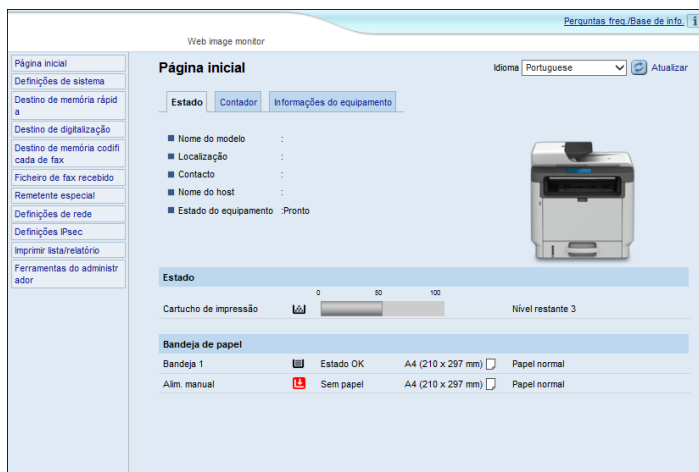 Perguntas freq./Base de info.
Web image monitor
Página inicial
Definições de sistema
Destino de memória rápid
a
Destino de digitalização
Destino de memória codifi
cada de fax
Ficheiro de fax recebido
Remetente especial
Definições de rede
Definições IPsec
Imprimir lista/relatório
Ferramentas do administr
ador
Página inicial
Idioma Portuguese Atualizar
Estado Contador Informações do equipamento
Nome do modelo :
Localização :
Contacto :
Nome do host :
Estado do equipamento :Pronto
Estado
0 50 100
Cartucho de impressão Nível restante 3
Bandeja de papel
Bandeja 1 Estado OK A4 (210 x 297 mm) Papel normal
Alim. manual Sem papel A4 (210 x 297 mm) Papel normal